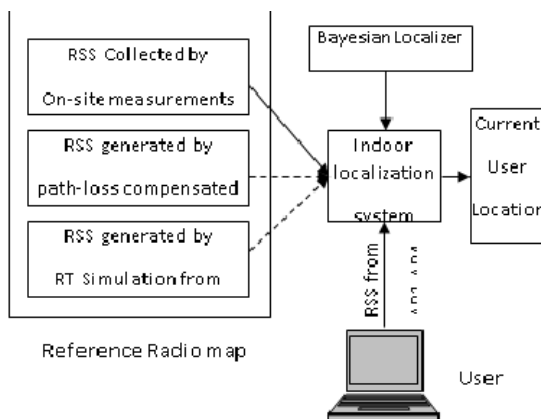 RSS Collected by
On-site measurements
RSS generated by
path-loss compensated
RSS generated by
RT Simulation from
Reference Radio map
Bayesian Localizer
Indoor
localization
system
Current
User
Location
RSS from
User